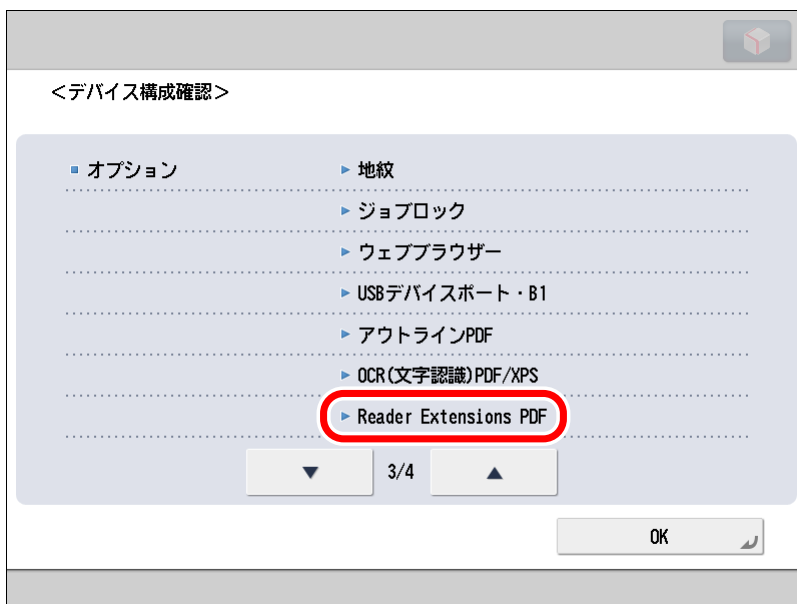 ＜デバイス構成確認＞
オプション
地紋
ジョブロック
ウェブブラウザー
USBデバイスポート・B1
アウトラインPDF
OCR(文字認識)PDF/XPS
Reader Extensions PDF
3/4
OK